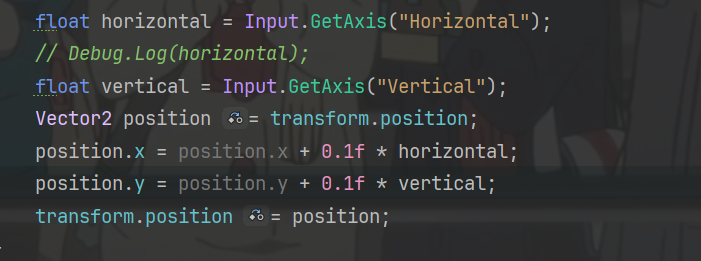 float horizontal = Input.GetAxis("Horizontal");
// Debug.Log(horizontal);
float vertical = Input.GetAxis("Vertical");
Vector2 position = transform.position;
position.x = position.x + 0.1f * horizontal;
position.y = position.y + 0.1f * vertical;
transform.position = position;